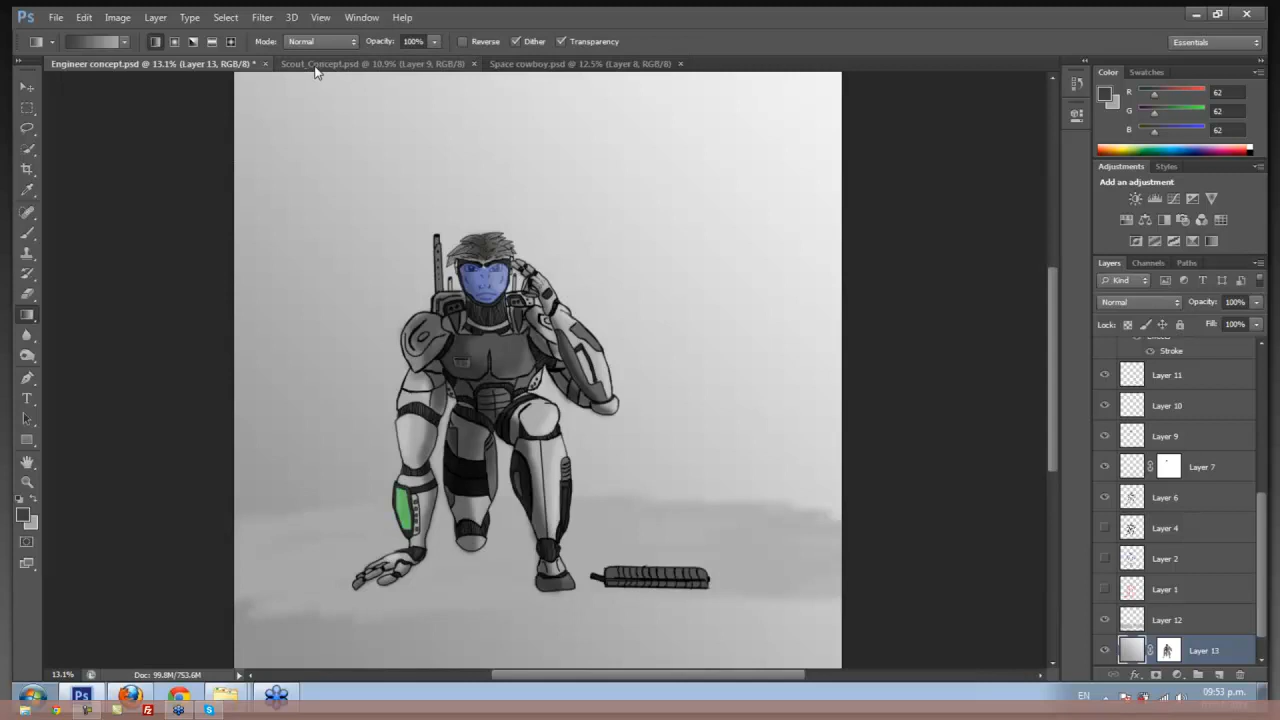 Ps File Edit Image Layer Type Select Filter 3D View Window Help
Mode: Normal Opacity: 100% Reverse Dither Transparency Essentials
Engineer concept.psd @ 13.1% (Layer 13, RGB/8) * × Scout_Concept.psd @ 10.9% (Layer 9, RGB/8) × Space cowboy.psd @ 12.5% (Layer 8, RGB/8) ×
Color Swatches
R 62
G 62
B 62
Adjustments Styles
Add an adjustment
Layers Channels Paths
Kind
Normal Opacity: 100%
Lock: Fill: 100%
Stroke
Layer 11
Layer 10
Layer 9
Layer 7
Layer 6
Layer 4
Layer 2
Layer 1
Layer 12
Layer 13
13.1% Doc: 99.8M/753.6M
Ps EN 09:53 p.m.